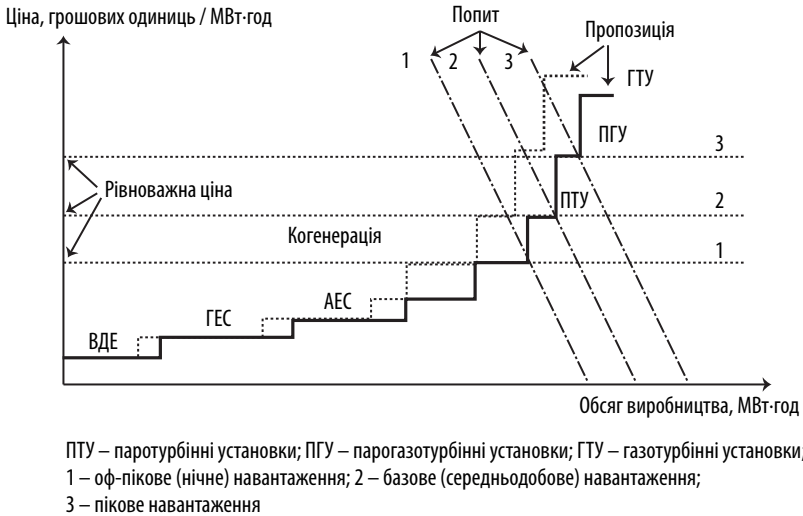 Ціна, грошових одиниць / МВт·год
Попит
Пропозиція
1 2 3
ГТУ
ПГУ
3
Рівноважна ціна
ПТУ
2
Когенерація
1
АЕС
ГЕС
ВДЕ
Обсяг виробництва, МВт·год
ПТУ – паротурбінні установки; ПГУ – парогазотурбінні установки; ГТУ – газотурбінні установки;
1 – оф-пікове (нічне) навантаження; 2 – базове (середньодобове) навантаження;
3 – пікове навантаження